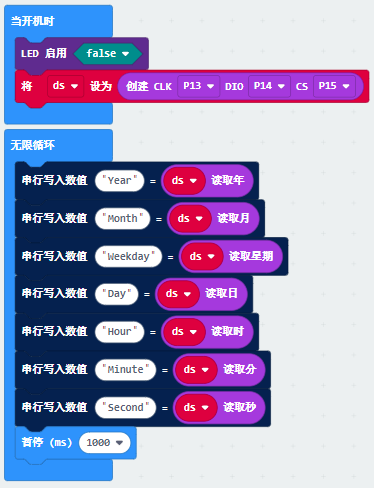 当开机时
LED 启用 false
将 ds 设为 创建 CLK P13 DIO P14 CS P15
无限循环
串行写入数值 "Year" = ds 读取年
串行写入数值 "Month" = ds 读取月
串行写入数值 "Weekday" = ds 读取星期
串行写入数值 "Day" = ds 读取日
串行写入数值 "Hour" = ds 读取时
串行写入数值 "Minute" = ds 读取分
串行写入数值 "Second" = ds 读取秒
暂停 (ms) 1000